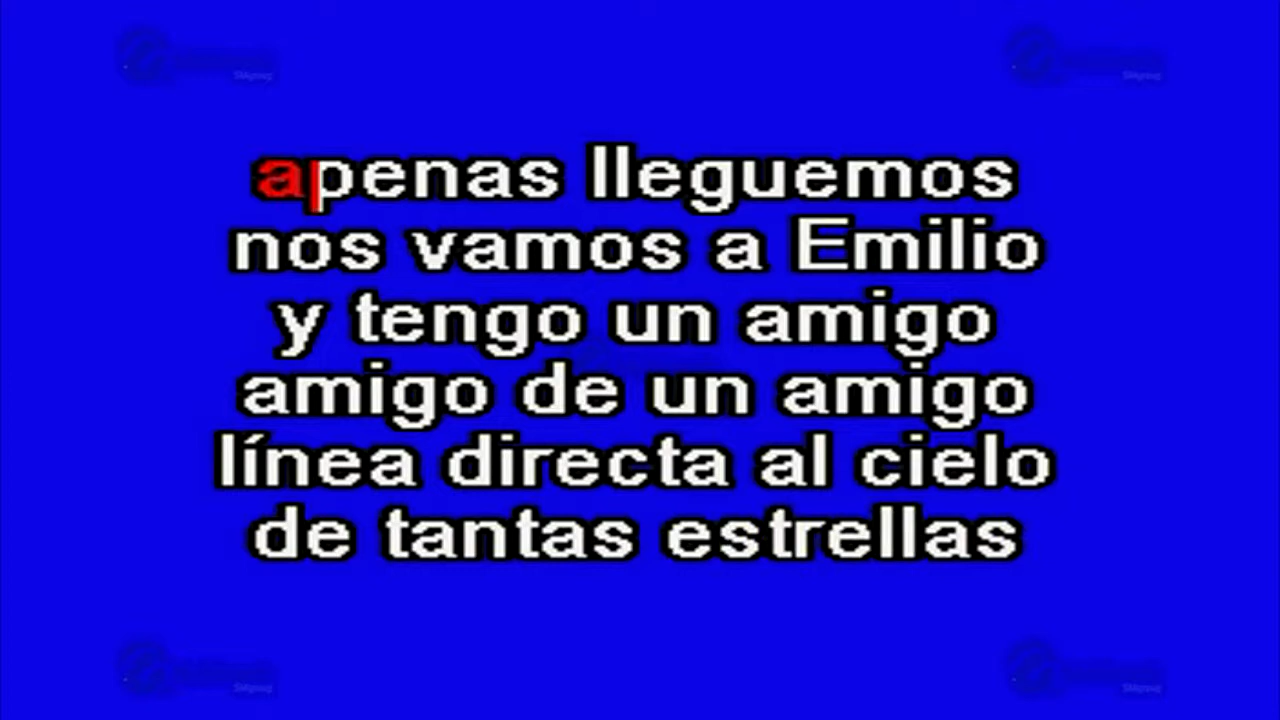 apenas lleguemos
nos vamos a Emilio
y tengo un amigo
amigo de un amigo
línea directa al cielo
de tantas estrellas